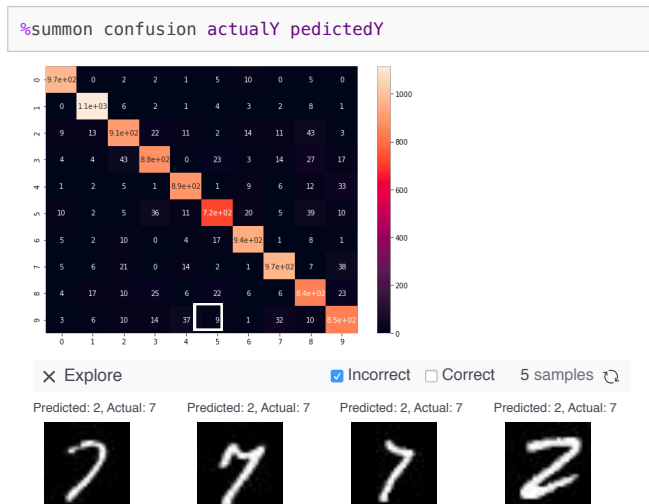 %summon confusion actualY pedictedY
0 9.7e+02 0 2 2 1 5 10 0 5 0
1 0 1.1e+03 6 2 1 4 3 2 8 1
2 9 13 9.1e+02 22 11 2 14 11 43 3
3 4 4 43 8.8e+02 0 23 3 14 27 17
4 1 2 5 1 8.9e+02 1 9 6 12 33
5 10 2 5 36 11 7.2e+02 20 5 39 10
6 5 2 10 0 4 17 9.4e+02 1 8 1
7 5 6 21 0 14 2 1 9.7e+02 7 38
8 4 17 10 25 6 22 6 6 8.4e+02 23
9 3 6 10 14 37 9 1 32 10 8.5e+02
0 1 2 3 4 5 6 7 8 9
1000
800
600
400
200
0
Explore Incorrect Correct 5 samples
Predicted: 2, Actual: 7 Predicted: 2, Actual: 7 Predicted: 2, Actual: 7 Predicted: 2, Actual: 7
7 7 7 2